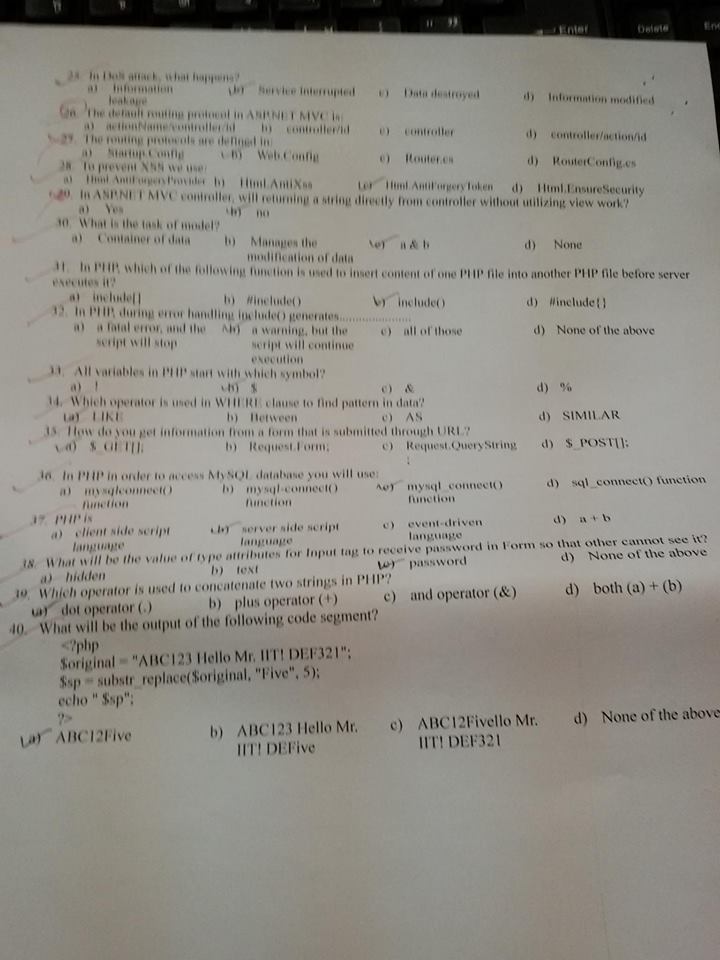 Enter Delete En
25. In DoS attack, what happens?
a) Information leakage b) Service interrupted c) Data destroyed d) Information modified
26. The default routing protocol in ASP.NET MVC is:
a) actionName/controller/id b) controller/id c) controller d) controller/action/id
27. The routing protocols are defined in:
a) Startup.Config b) Web.Config c) Router.cs d) RouterConfig.cs
28. To prevent XSS we use:
a) Html.AntiForgeryProvider b) Html.AntiXss c) Html.AntiForgeryToken d) Html.EnsureSecurity
29. In ASP.NET MVC controller, will returning a string directly from controller without utilizing view work?
a) Yes b) no
30. What is the task of model?
a) Container of data b) Manages the modification of data c) a & b d) None
31. In PHP, which of the following function is used to insert content of one PHP file into another PHP file before server
executes it?
a) include[] b) #include() c) include() d) #include{}
32. In PHP, during error handling include() generates......................
a) a fatal error, and the script will stop b) a warning, but the script will continue execution c) all of those d) None of the above
33. All variables in PHP start with which symbol?
a) ! b) $ c) & d) %
34. Which operator is used in WHERE clause to find pattern in data?
a) LIKE b) Between c) AS d) SIMILAR
35. How do you get information from a form that is submitted through URL?
a) $_GET[]; b) Request.Form; c) Request.QueryString ; d) $_POST[];
36. In PHP in order to access MySQL database you will use:
a) mysqlconnect() function b) mysql-connect() function c) mysql_connect() function d) sql_connect() function
37. PHP is
a) client side script language b) server side script language c) event-driven language d) a + b
38. What will be the value of type attributes for Input tag to receive password in Form so that other cannot see it?
a) hidden b) text c) password d) None of the above
39. Which operator is used to concatenate two strings in PHP?
a) dot operator (.) b) plus operator (+) c) and operator (&) d) both (a) + (b)
40. What will be the output of the following code segment?
<?php
$original = "ABC123 Hello Mr. IIT! DEF321";
$sp = substr_replace($original, "Five", 5);
echo " $sp";
?>
a) ABC12Five b) ABC123 Hello Mr. IIT! DEFive c) ABC12Fivello Mr. IIT! DEF321 d) None of the above